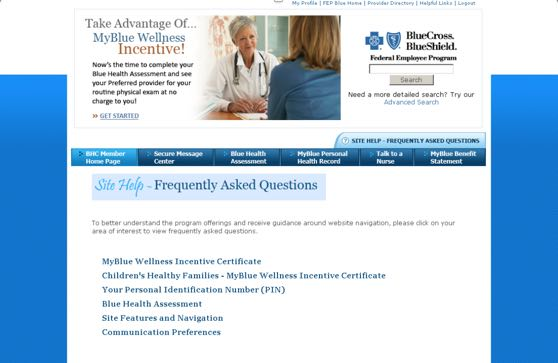 My Profile | FEP Blue Home | Provider Directory | Helpful Links | Logout
Take Advantage Of...
MyBlue Wellness
Incentive!
Now's the time to complete your
Blue Health Assessment and see
your Preferred provider for your
routine physical exam at no
charge to you!
>> GET STARTED
BlueCross.
BlueShield.
Federal Employee Program
Search
Need a more detailed search? Try our
Advanced Search
? SITE HELP - FREQUENTLY ASKED QUESTIONS
BHC Member
Home Page
Secure Message
Center
Blue Health
Assessment
MyBlue Personal
Health Record
Talk to a
Nurse
MyBlue Benefit
Statement
Site Help - Frequently Asked Questions
To better understand the program offerings and receive guidance around website navigation, please click on your
area of interest to view frequently asked questions.
MyBlue Wellness Incentive Certificate
Children's Healthy Families - MyBlue Wellness Incentive Certificate
Your Personal Identification Number (PIN)
Blue Health Assessment
Site Features and Navigation
Communication Preferences